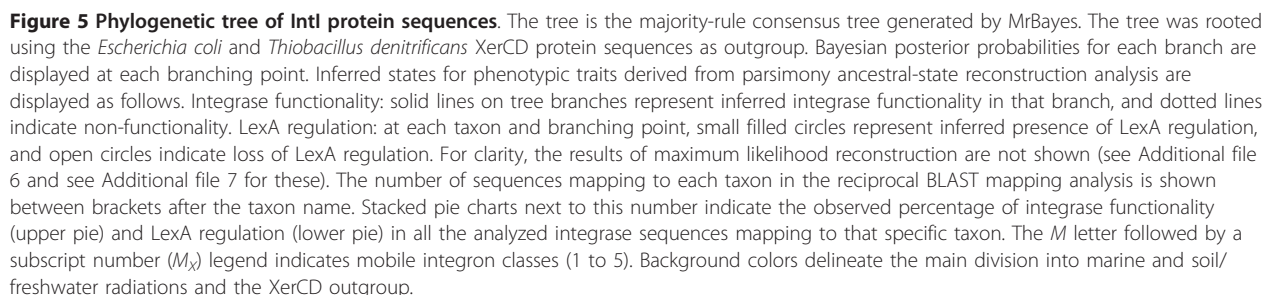 Figure 5 Phylogenetic tree of IntI protein sequences. The tree is the majority-rule consensus tree generated by MrBayes. The tree was rooted
using the Escherichia coli and Thiobacillus denitrificans XerCD protein sequences as outgroup. Bayesian posterior probabilities for each branch are
displayed at each branching point. Inferred states for phenotypic traits derived from parsimony ancestral-state reconstruction analysis are
displayed as follows. Integrase functionality: solid lines on tree branches represent inferred integrase functionality in that branch, and dotted lines
indicate non-functionality. LexA regulation: at each taxon and branching point, small filled circles represent inferred presence of LexA regulation,
and open circles indicate loss of LexA regulation. For clarity, the results of maximum likelihood reconstruction are not shown (see Additional file
6 and see Additional file 7 for these). The number of sequences mapping to each taxon in the reciprocal BLAST mapping analysis is shown
between brackets after the taxon name. Stacked pie charts next to this number indicate the observed percentage of integrase functionality
(upper pie) and LexA regulation (lower pie) in all the analyzed integrase sequences mapping to that specific taxon. The M letter followed by a
subscript number (MX) legend indicates mobile integron classes (1 to 5). Background colors delineate the main division into marine and soil/
freshwater radiations and the XerCD outgroup.